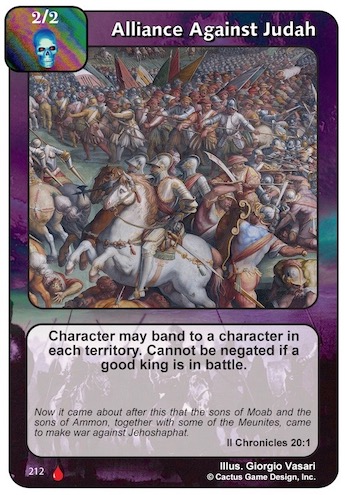 2/2
Alliance Against Judah
Character may band to a character in
each territory. Cannot be negated if a
good king is in battle.
Now it came about after this that the sons of Moab and the
sons of Ammon, together with some of the Meunites, came
to make war against Jehoshaphat.
II Chronicles 20:1
Illus. Giorgio Vasari
© Cactus Game Design, Inc.
212